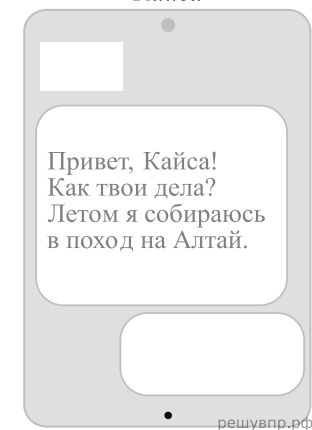 Привет, Кайса!
Как твои дела?
Летом я собираюсь
в поход на Алтай.
решувпр.рф